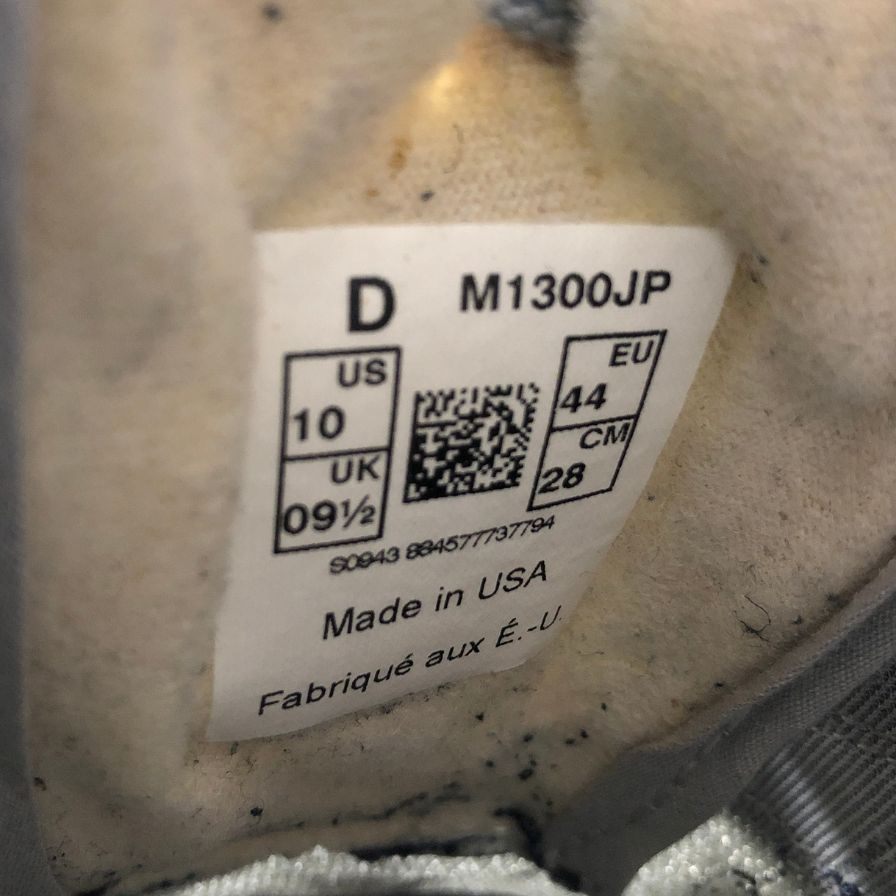 D M1300JP
US
10
UK
09½
EU
44
CM
28
S0943 884577737794
Made in USA
Fabriqué aux É.-U.